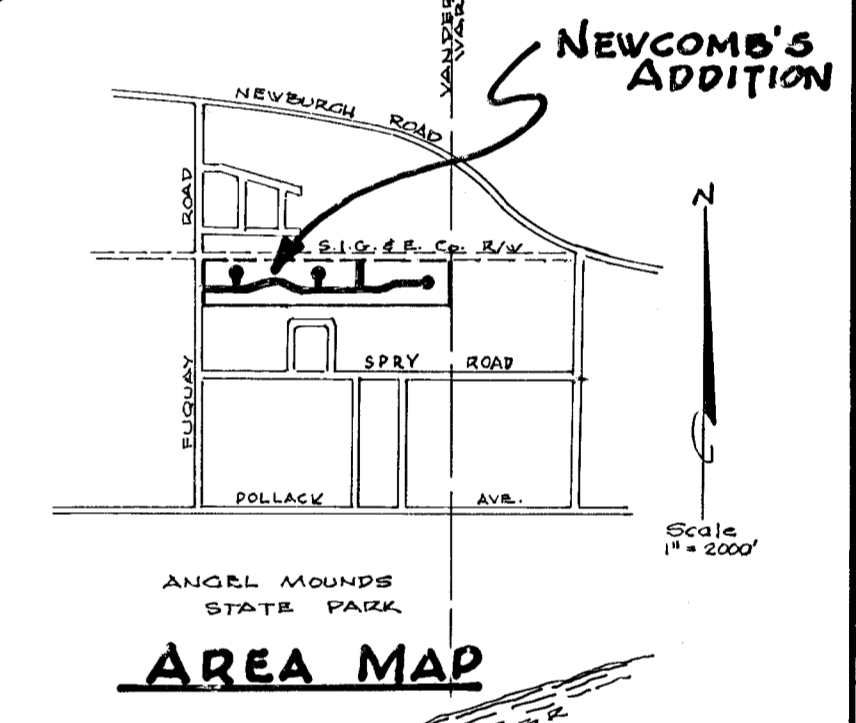 NEWCOMB'S
ADDITION
NEWBURGH ROAD
ROAD
S.I.G. & E. Co. R/W
N
SPRY ROAD
FUQUAY
POLLACK AVE.
Scale
1" = 2000'
ANGEL MOUNDS
STATE PARK
AREA MAP